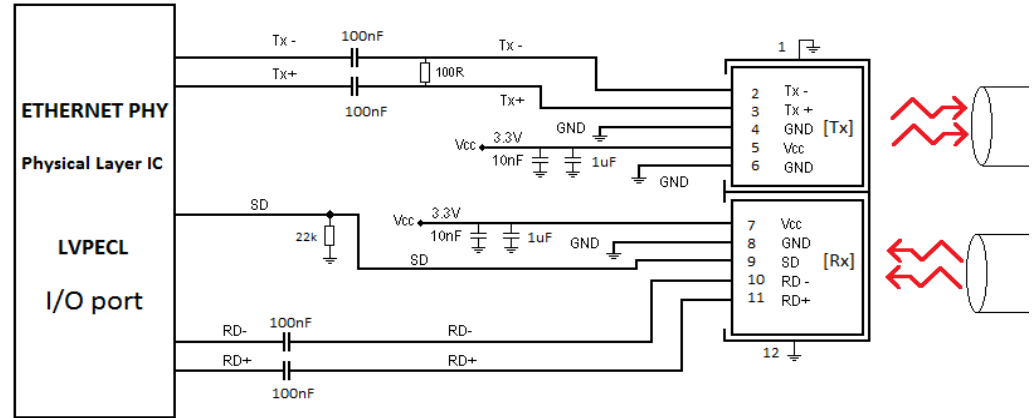 Tx -
100nF
Tx -
Tx+
100R
100nF
Tx+
ETHERNET PHY
Physical Layer IC
LVPECL
I/O port
GND
Vcc
3.3V
10nF
1uF
GND
1
2 Tx -
3 Tx +
4 GND [Tx]
5 Vcc
6 GND
SD
22k
Vcc
3.3V
10nF
1uF
GND
SD
7 Vcc
8 GND
9 SD [Rx]
10 RD -
11 RD+
12
RD-
100nF
RD-
RD+
RD+
100nF